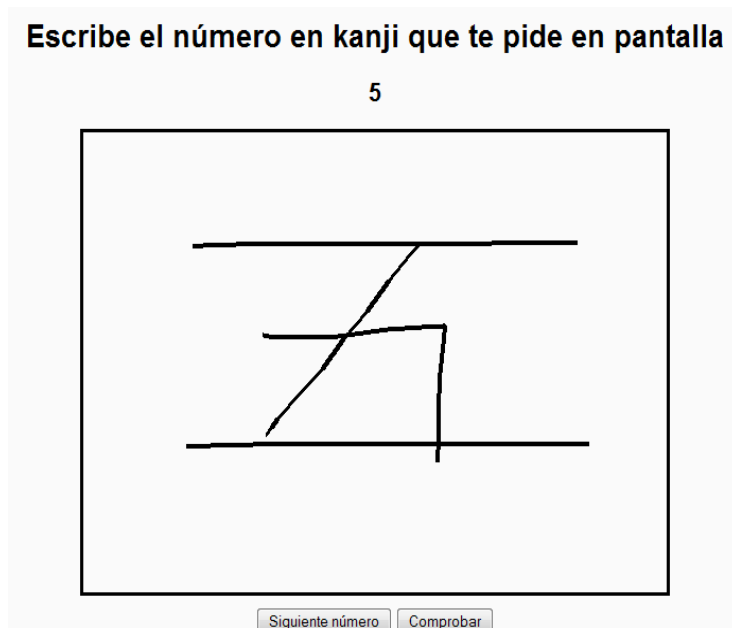 Escribe el número en kanji que te pide en pantalla
5
五
Siguiente número Comprobar